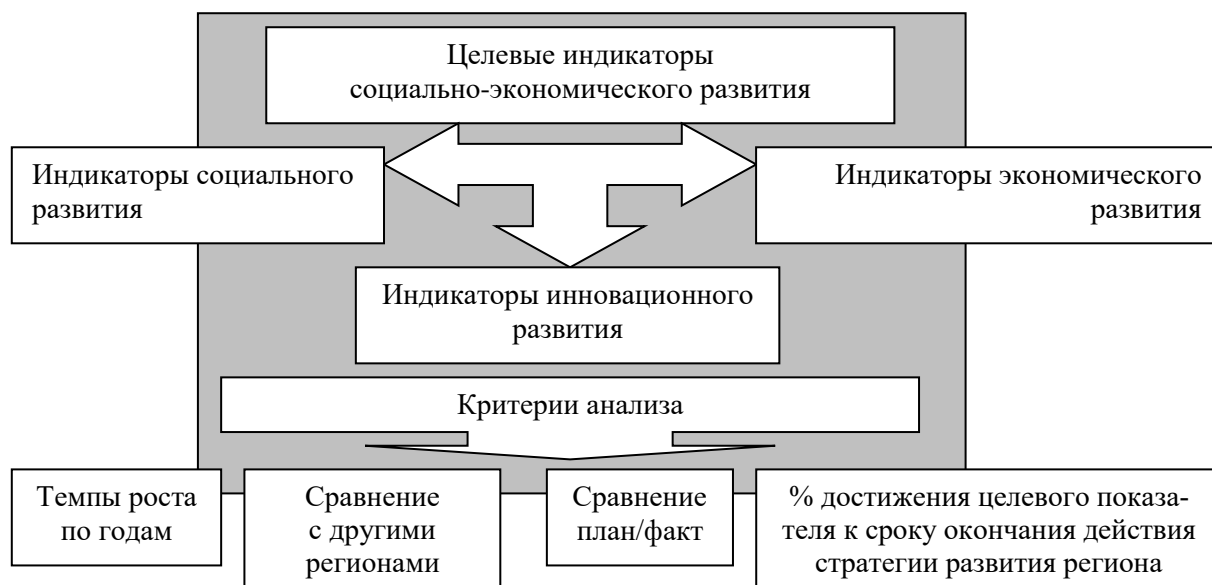 Целевые индикаторы
социально-экономического развития
Индикаторы социального
развития
Индикаторы экономического
развития
Индикаторы инновационного
развития
Критерии анализа
Темпы роста
по годам
Сравнение
с другими
регионами
Сравнение
план/факт
% достижения целевого показа-
теля к сроку окончания действия
стратегии развития региона